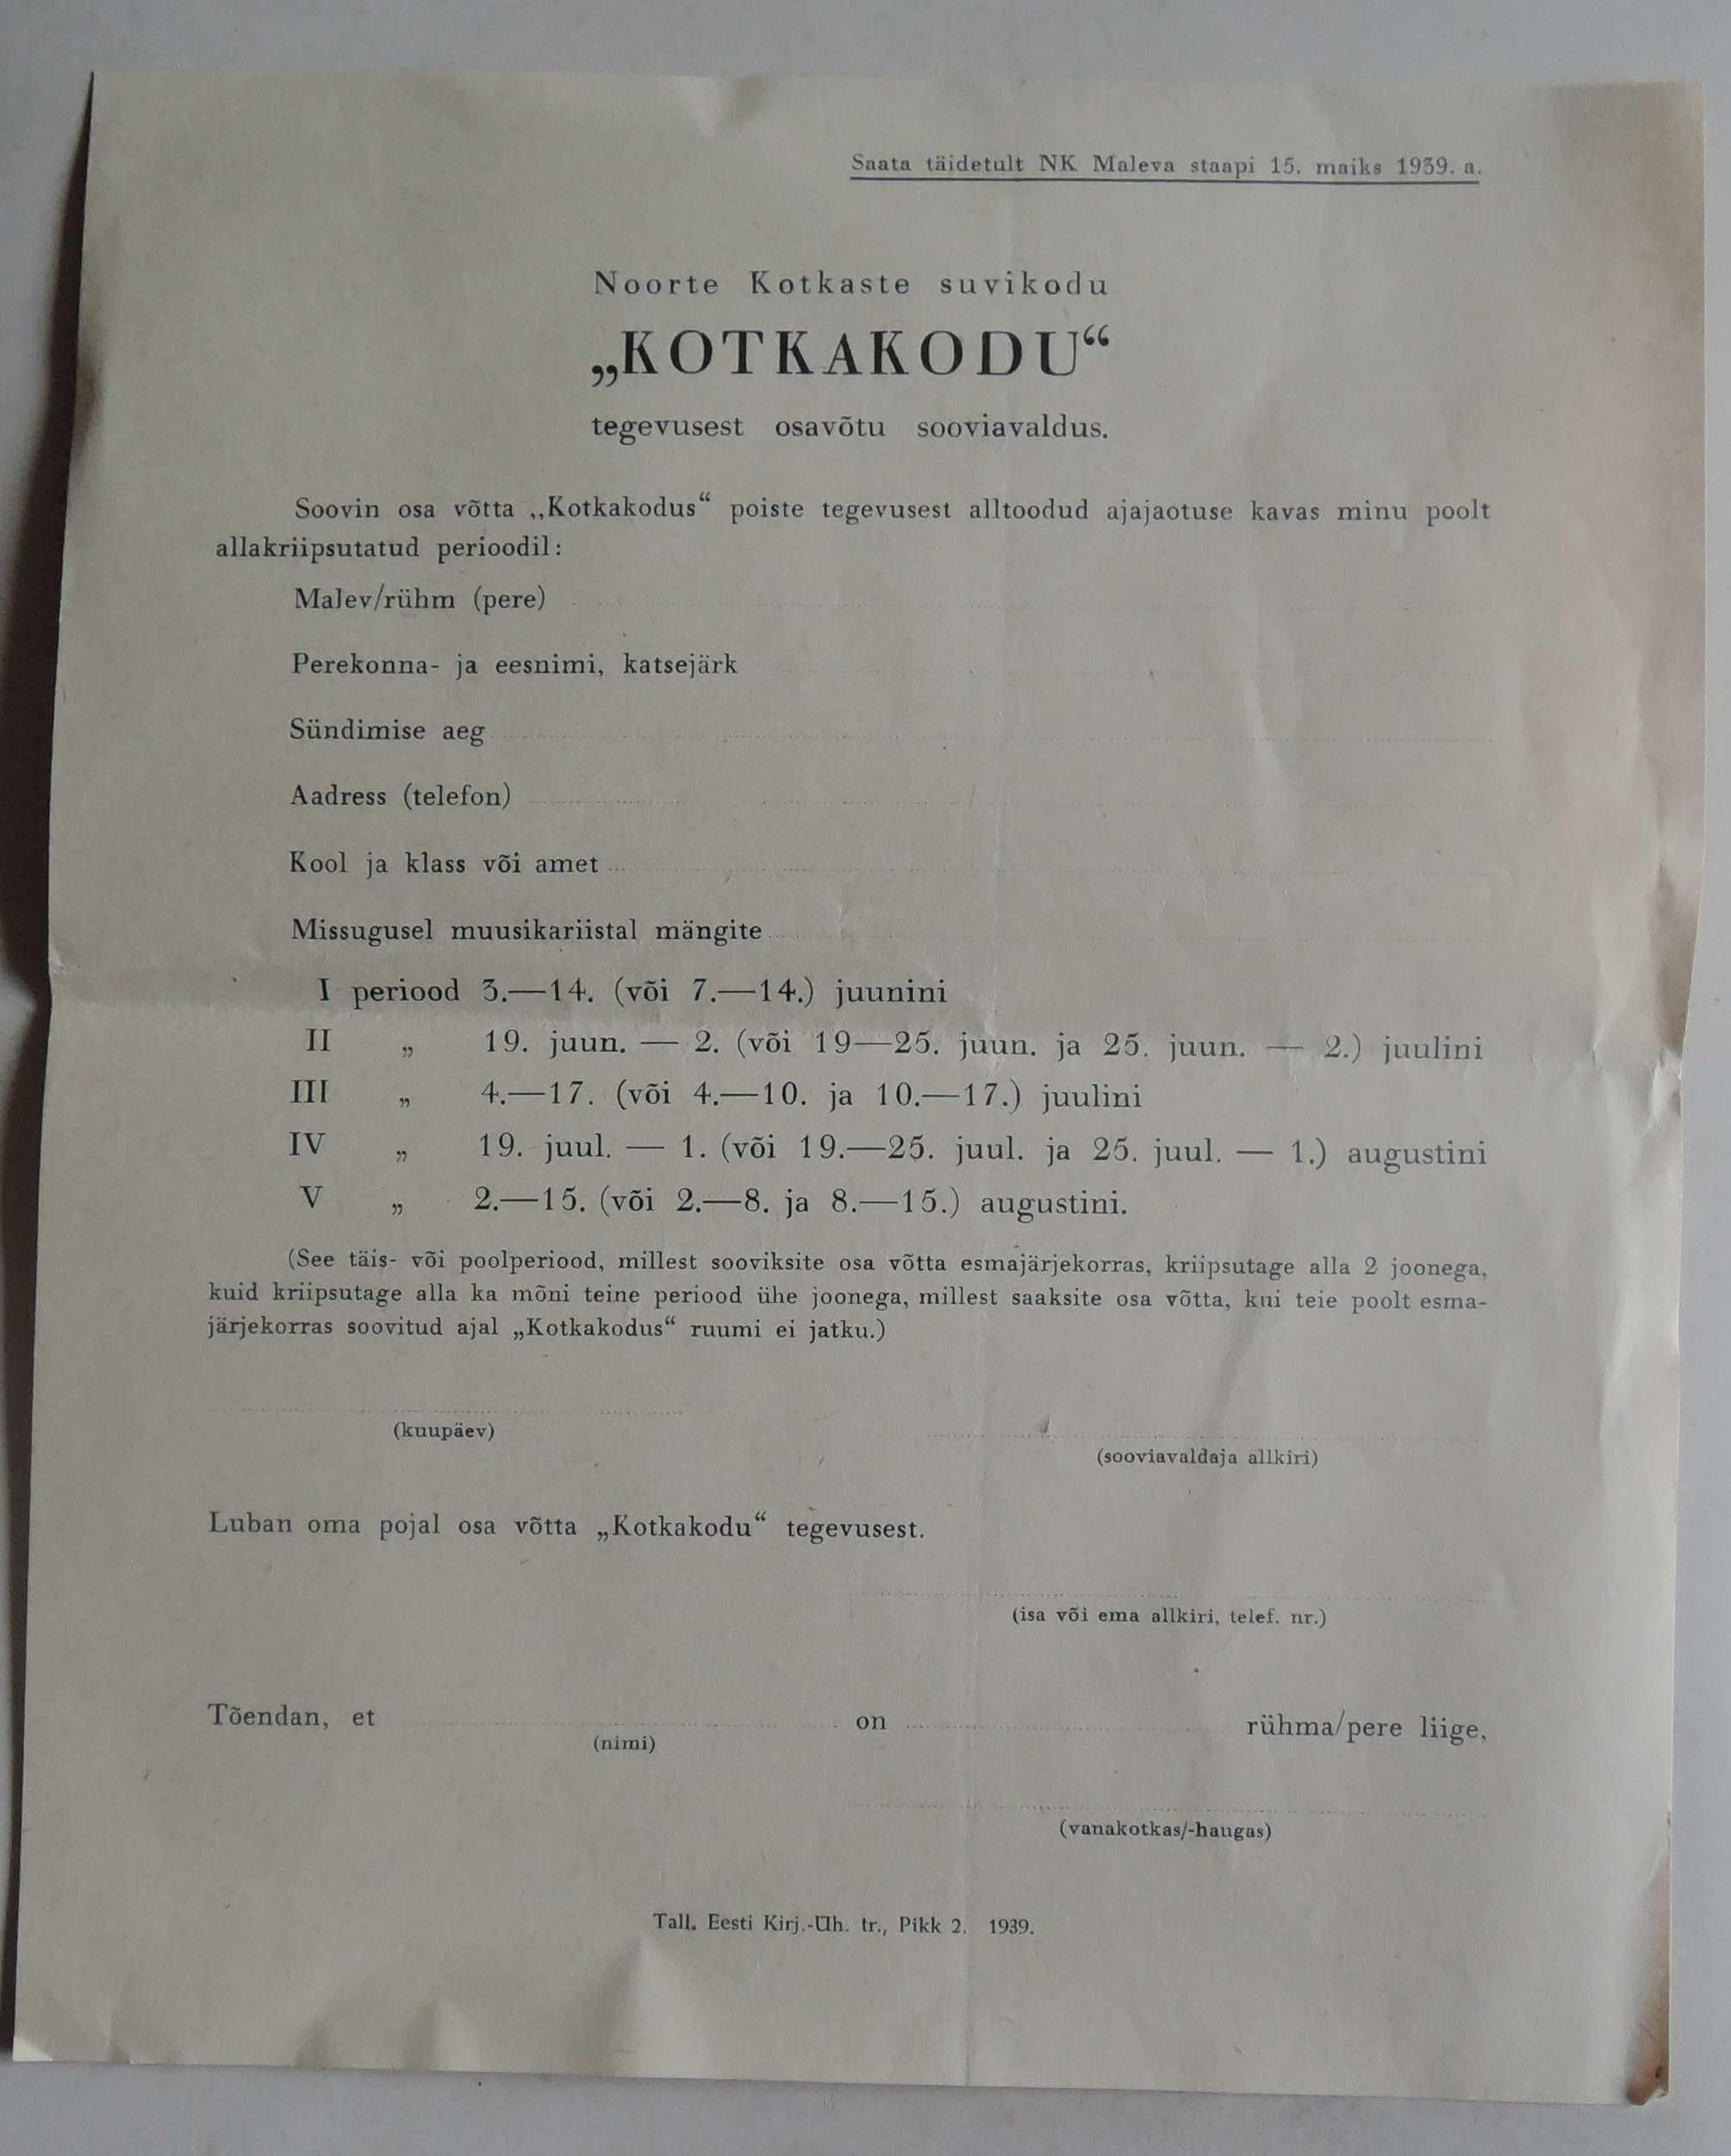 Saata täidetult NK Maleva staapi 15. maiks 1939. a.
Noorte Kotkaste suvikodu
„KOTKAKODU“
tegevusest osavõtu sooviavaldus.
Soovin osa võtta „Kotkakodus“ poiste tegevusest alltoodud ajajaotuse kavas minu poolt
allakriipsutatud perioodil:
Malev/rühm (pere)
Perekonna- ja eesnimi, katsejärk
Sündimise aeg
Aadress (telefon)
Kool ja klass või amet
Missugusel muusikariistal mängite
I periood 3.—14. (või 7.—14.) juunini
II „ 19. juun. — 2. (või 19—25. juun. ja 25. juun. — 2.) juulini
III „ 4.—17. (või 4.—10. ja 10.—17.) juulini
IV „ 19. juul. — 1. (või 19.—25. juul. ja 25. juul. — 1.) augustini
V „ 2.—15. (või 2.—8. ja 8.—15.) augustini.
(See täis- või poolperiood, millest sooviksite osa võtta esmajärjekorras, kriipsutage alla 2 joonega,
kuid kriipsutage alla ka mõni teine periood ühe joonega, millest saaksite osa võtta, kui teie poolt esma-
järjekorras soovitud ajal „Kotkakodus“ ruumi ei jatku.)
(kuupäev)
(sooviavaldaja allkiri)
Luban oma pojal osa võtta „Kotkakodu“ tegevusest.
(isa või ema allkiri, telef. nr.)
Tõendan, et on rühma/pere liige,
(nimi)
(vanakotkas/-haugas)
Tall. Eesti Kirj.-Üh. tr., Pikk 2. 1939.